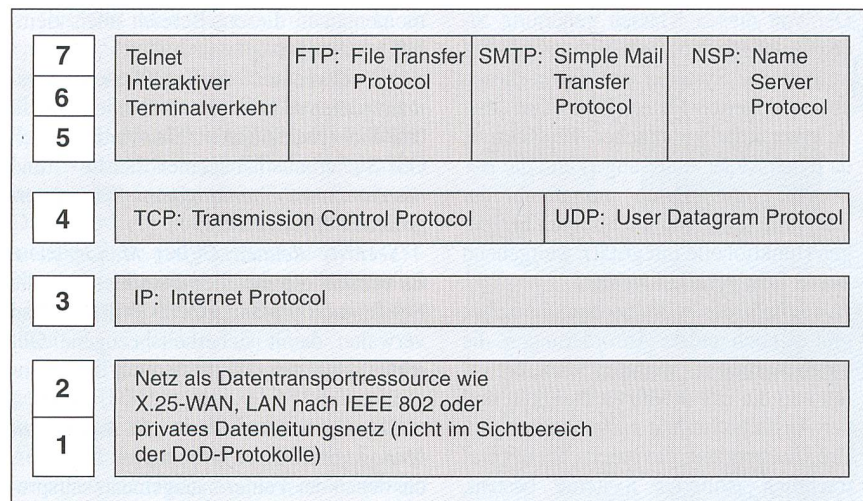 7
6
5
Telnet
Interaktiver
Terminalverkehr
FTP: File Transfer
Protocol
SMTP: Simple Mail
Transfer
Protocol
NSP: Name
Server
Protocol
4
TCP: Transmission Control Protocol
UDP: User Datagram Protocol
3
IP: Internet Protocol
2
1
Netz als Datentransportressource wie
X.25-WAN, LAN nach IEEE 802 oder
privates Datenleitungsnetz (nicht im Sichtbereich
der DoD-Protokolle)